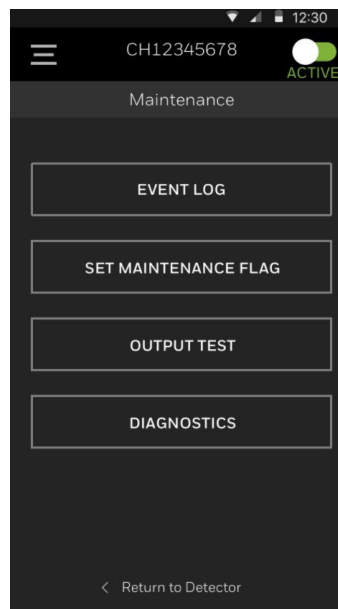 12:30
CH12345678
ACTIVE
Maintenance
EVENT LOG
SET MAINTENANCE FLAG
OUTPUT TEST
DIAGNOSTICS
< Return to Detector